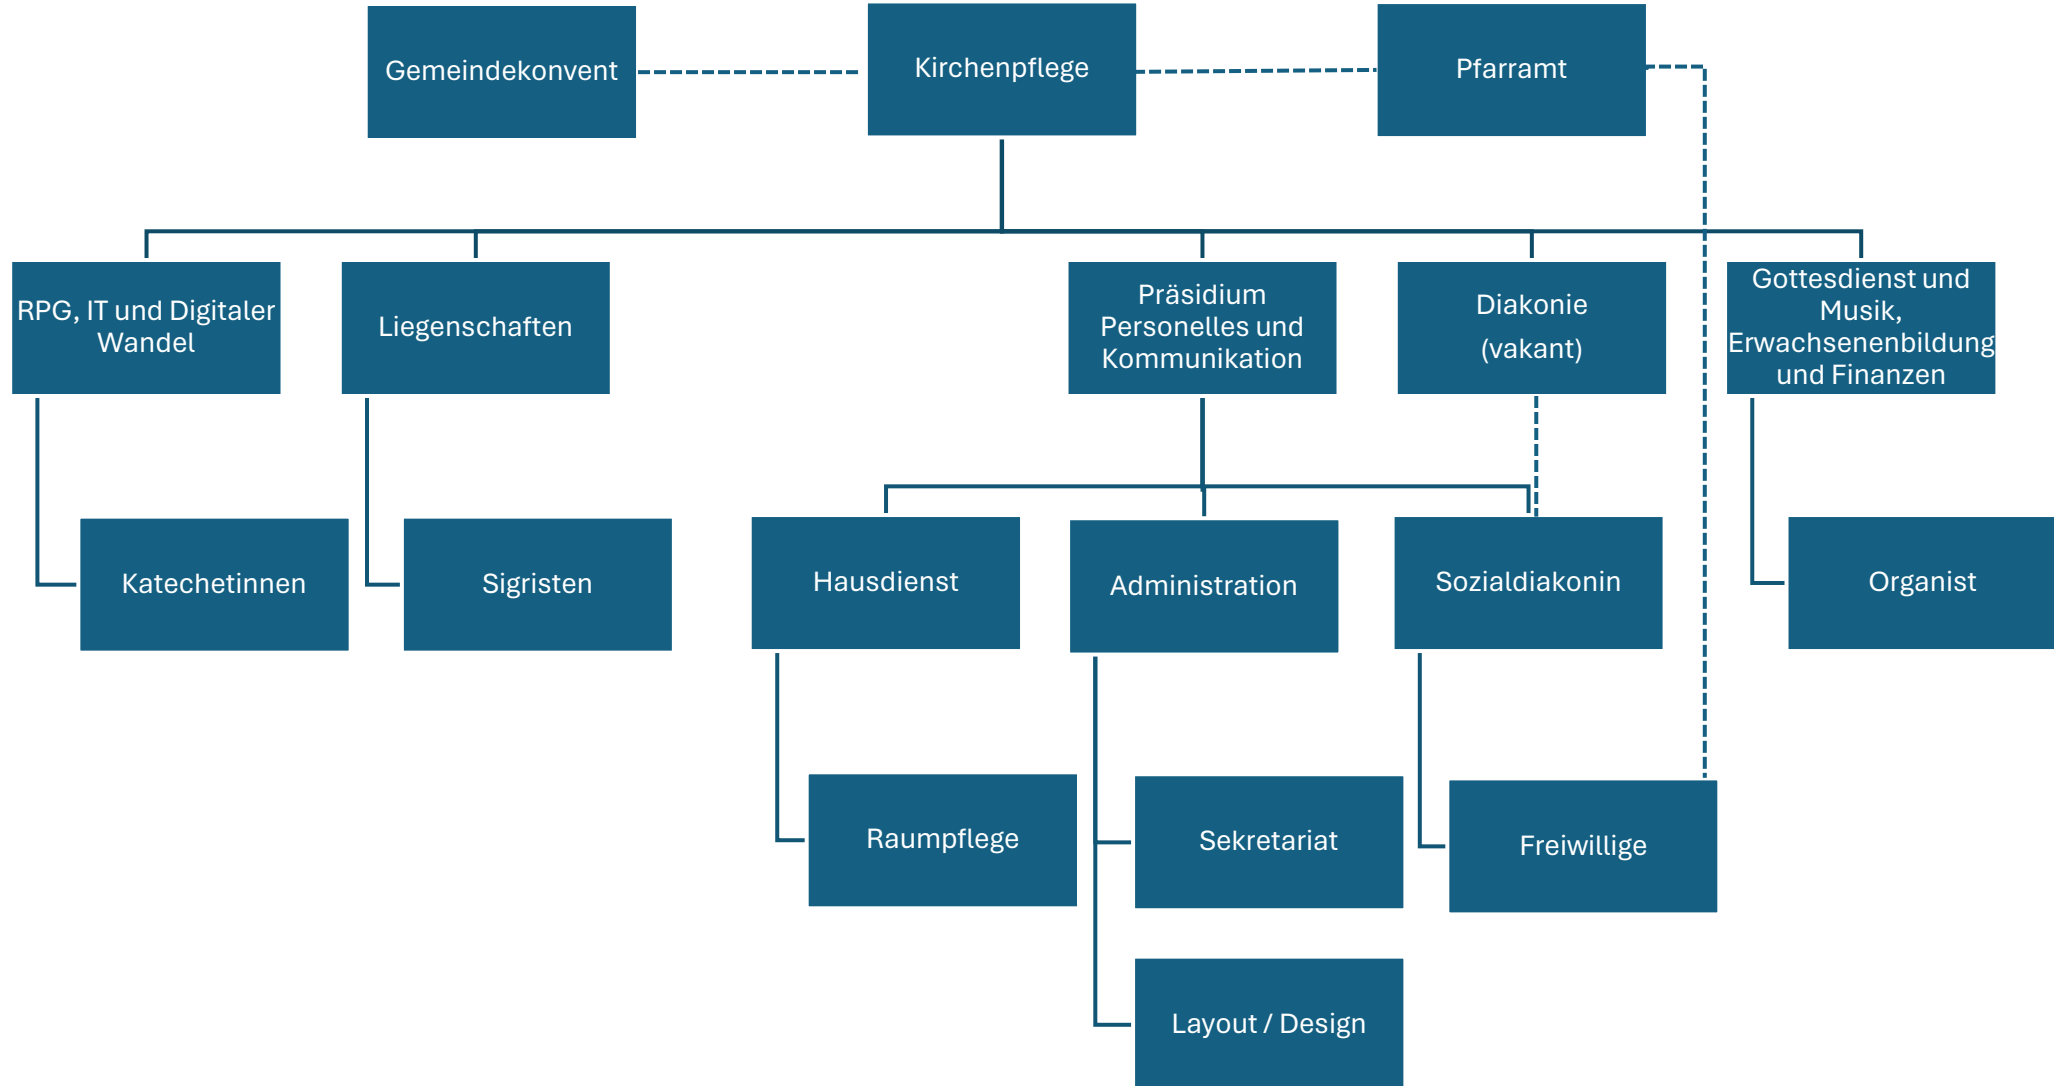 Gemeindekonvent
Kirchenpflege
Pfarramt
RPG, IT und Digitaler
Wandel
Liegenschaften
Präsidium
Personelles und
Kommunikation
Diakonie
(vakant)
Gottesdienst und
Musik,
Erwachsenenbildung
und Finanzen
Katechetinnen
Sigristen
Hausdienst
Administration
Sozialdiakonin
Organist
Raumpflege
Sekretariat
Freiwillige
Layout / Design